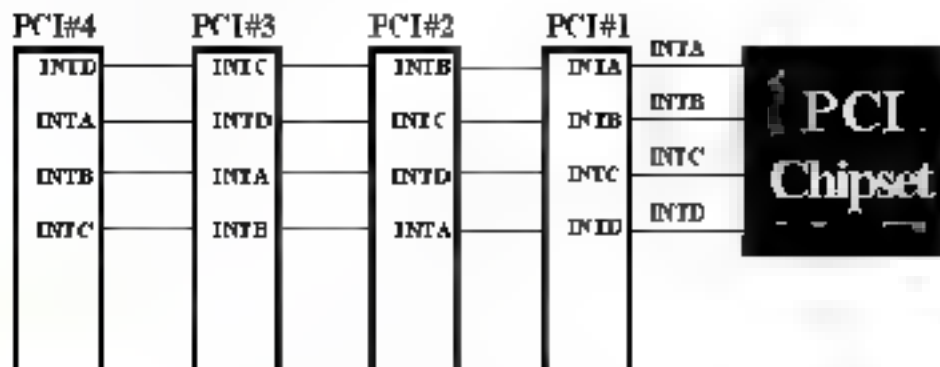 PCI#4 PCI#3 PCI#2 PCI#1
INTA
INTD INTC INTB INTA
INTB
INTA INTD INTC INTB
PCI
INTC
INTB INTA INTD INTC
Chipset
INTD
INTC INTB INTA INTD